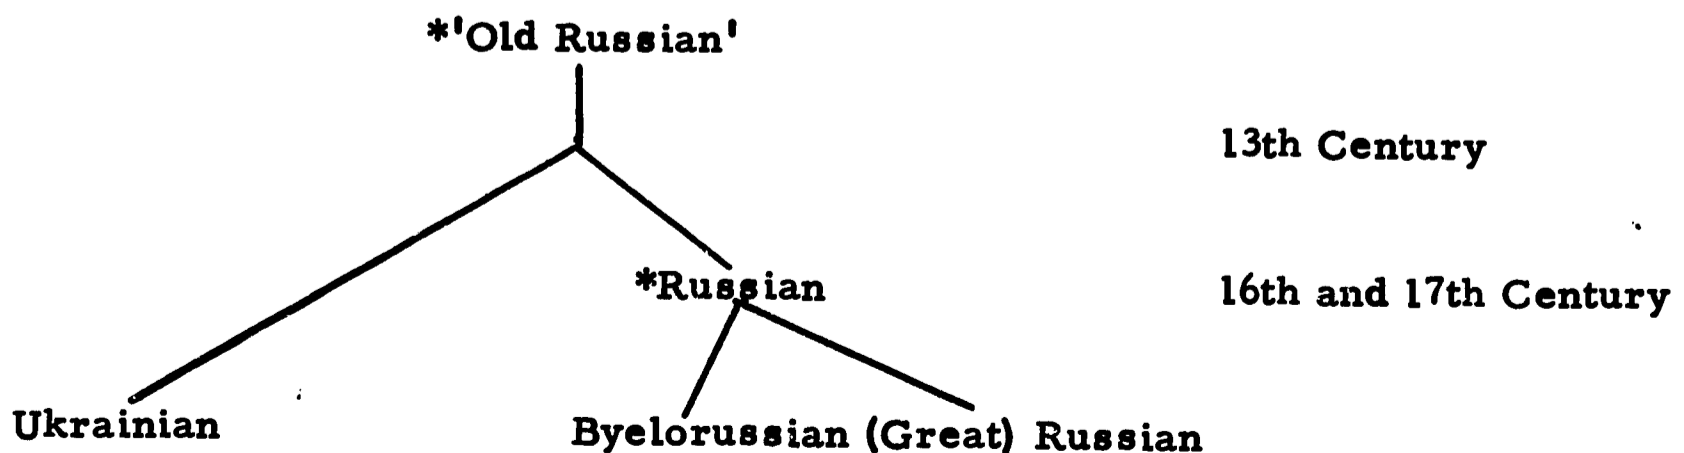 *'Old Russian'
13th Century
*Russian
16th and 17th Century
Ukrainian
Byelorussian (Great) Russian